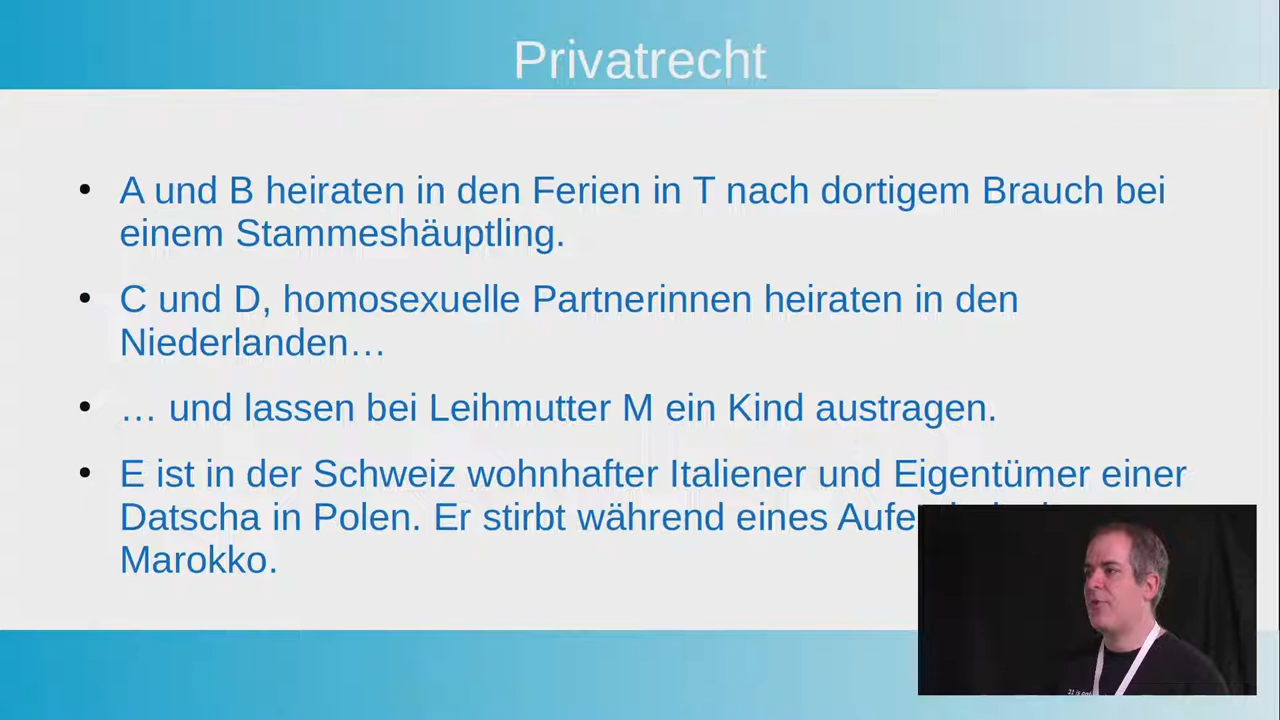 Privatrecht
• A und B heiraten in den Ferien in T nach dortigem Brauch bei
einem Stammeshäuptling.
• C und D, homosexuelle Partnerinnen heiraten in den
Niederlanden…
• … und lassen bei Leihmutter M ein Kind austragen.
• E ist in der Schweiz wohnhafter Italiener und Eigentümer einer
Datscha in Polen. Er stirbt während eines
Marokko.